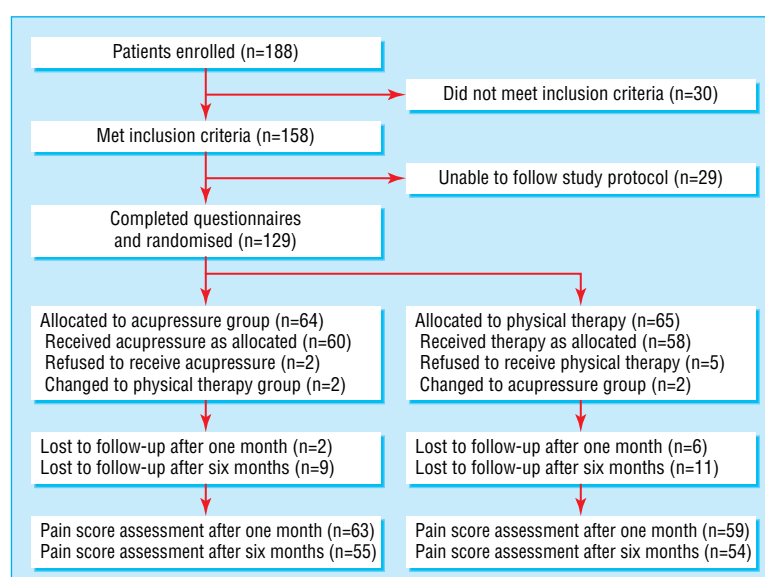 Patients enrolled (n=188)
Did not meet inclusion criteria (n=30)
Met inclusion criteria (n=158)
Unable to follow study protocol (n=29)
Completed questionnaires
and randomised (n=129)
Allocated to acupressure group (n=64)
Received acupressure as allocated (n=60)
Refused to receive acupressure (n=2)
Changed to physical therapy group (n=2)
Allocated to physical therapy (n=65)
Received therapy as allocated (n=58)
Refused to receive physical therapy (n=5)
Changed to acupressure group (n=2)
Lost to follow-up after one month (n=2)
Lost to follow-up after six months (n=9)
Lost to follow-up after one month (n=6)
Lost to follow-up after six months (n=11)
Pain score assessment after one month (n=63)
Pain score assessment after six months (n=55)
Pain score assessment after one month (n=59)
Pain score assessment after six months (n=54)